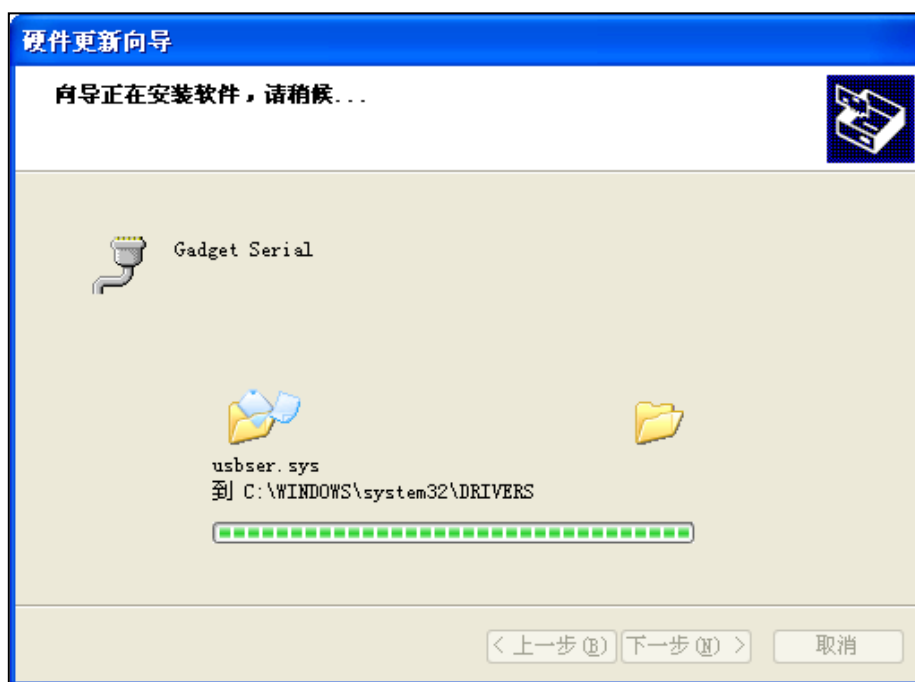 硬件更新向导
向导正在安装软件，请稍候...
Gadget Serial
usbser.sys
到 C:\WINDOWS\system32\DRIVERS
< 上一步(B) 下一步(N) > 取消